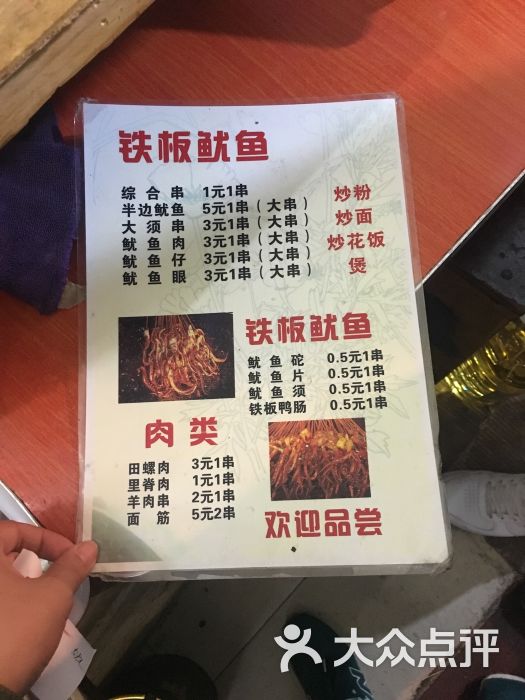 铁板鱿鱼
综合串 1元1串
半边鱿鱼 5元1串（大串）
大须串 3元1串（大串）
鱿鱼肉 3元1串（大串）
鱿鱼仔 3元1串（大串）
鱿鱼眼 3元1串（大串）
炒粉
炒面
炒花饭
煲
铁板鱿鱼
鱿鱼砣 0.5元1串
鱿鱼片 0.5元1串
鱿鱼须 0.5元1串
铁板鸭肠 0.5元1串
肉类
田螺肉 3元1串
里脊肉 1元1串
羊肉串 2元1串
面筋 5元2串
欢迎品尝
大众点评